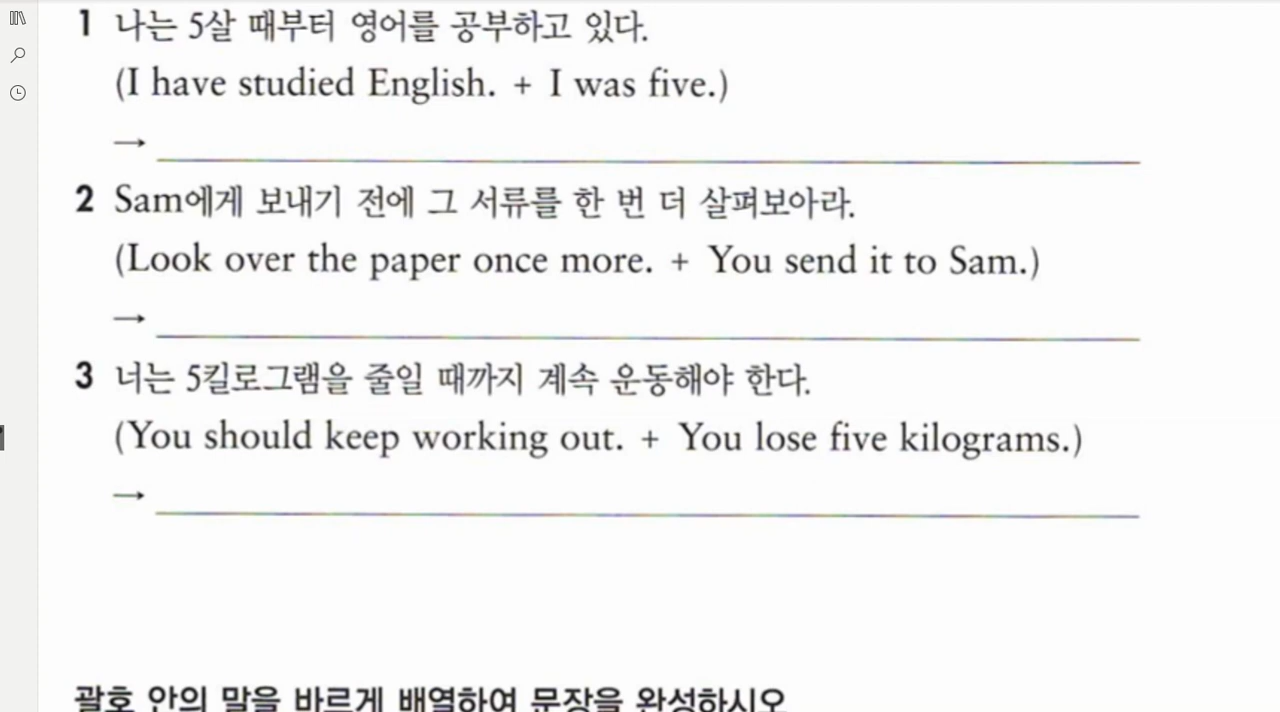 1 나는 5살 때부터 영어를 공부하고 있다.
(I have studied English. + I was five.)
→
2 Sam에게 보내기 전에 그 서류를 한 번 더 살펴보아라.
(Look over the paper once more. + You send it to Sam.)
→
3 너는 5킬로그램을 줄일 때까지 계속 운동해야 한다.
(You should keep working out. + You lose five kilograms.)
→
괄호 안의 말을 바르게 배열하여 문장을 완성하시오